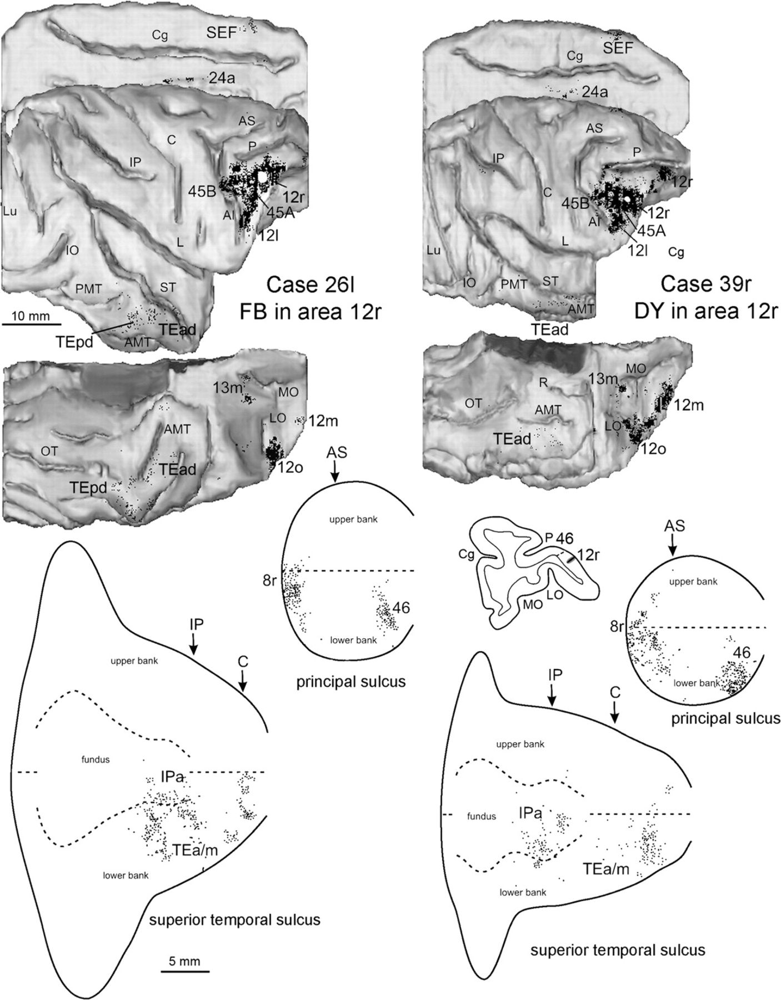 Cg
SEF
24a
AS
C
P
IP
45B
12r
Lu
AI
45A
12l
L
IO
PMT
ST
Case 26l
FB in area 12r
10 mm
TEpd
TEad
AMT
13m
MO
LO
12m
AMT
OT
12o
TEad
TEpd
SEF
Cg
24a
AS
P
IP
12r
C
45B
12r
AI
45A
L
12l
Lu
Cg
IO
PMT
ST
Case 39r
DY in area 12r
AMT
TEad
MO
R
13m
OT
12m
AMT
LO
TEad
12o
AS
upper bank
8r
46
lower bank
principal sulcus
P
46
Cg
12r
LO
MO
AS
upper bank
8r
46
lower bank
principal sulcus
IP
C
upper bank
fundus
IPa
TEa/m
lower bank
superior temporal sulcus
5 mm
IP
C
upper bank
fundus
IPa
TEa/m
lower bank
superior temporal sulcus